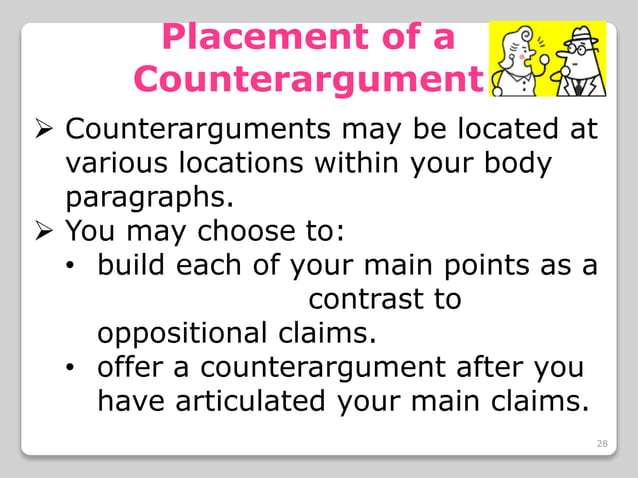 Placement of a
Counterargument
➢ Counterarguments may be located at
various locations within your body
paragraphs.
➢ You may choose to:
• build each of your main points as a
contrast to
oppositional claims.
• offer a counterargument after you
have articulated your main claims.
28